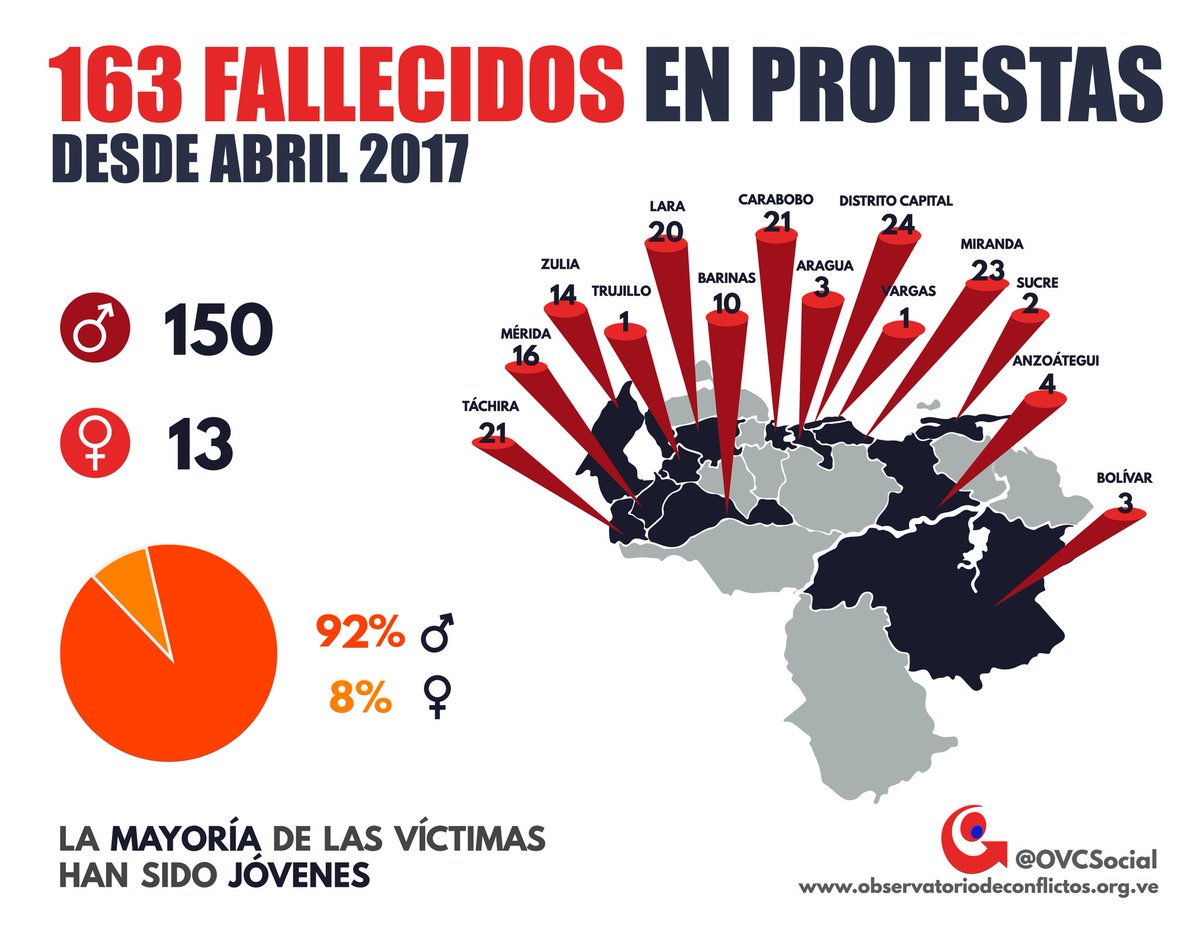 163 FALLECIDOS EN PROTESTAS
DESDE ABRIL 2017
150
13
92%
8%
LA MAYORÍA DE LAS VÍCTIMAS
HAN SIDO JÓVENES
TÁCHIRA
21
MÉRIDA
16
ZULIA
14
TRUJILLO
1
LARA
20
BARINAS
10
CARABOBO
21
ARAGUA
3
DISTRITO CAPITAL
24
VARGAS
1
MIRANDA
23
SUCRE
2
ANZOÁTEGUI
4
BOLÍVAR
3
@OVCSocial
www.observatoriodeconflictos.org.ve